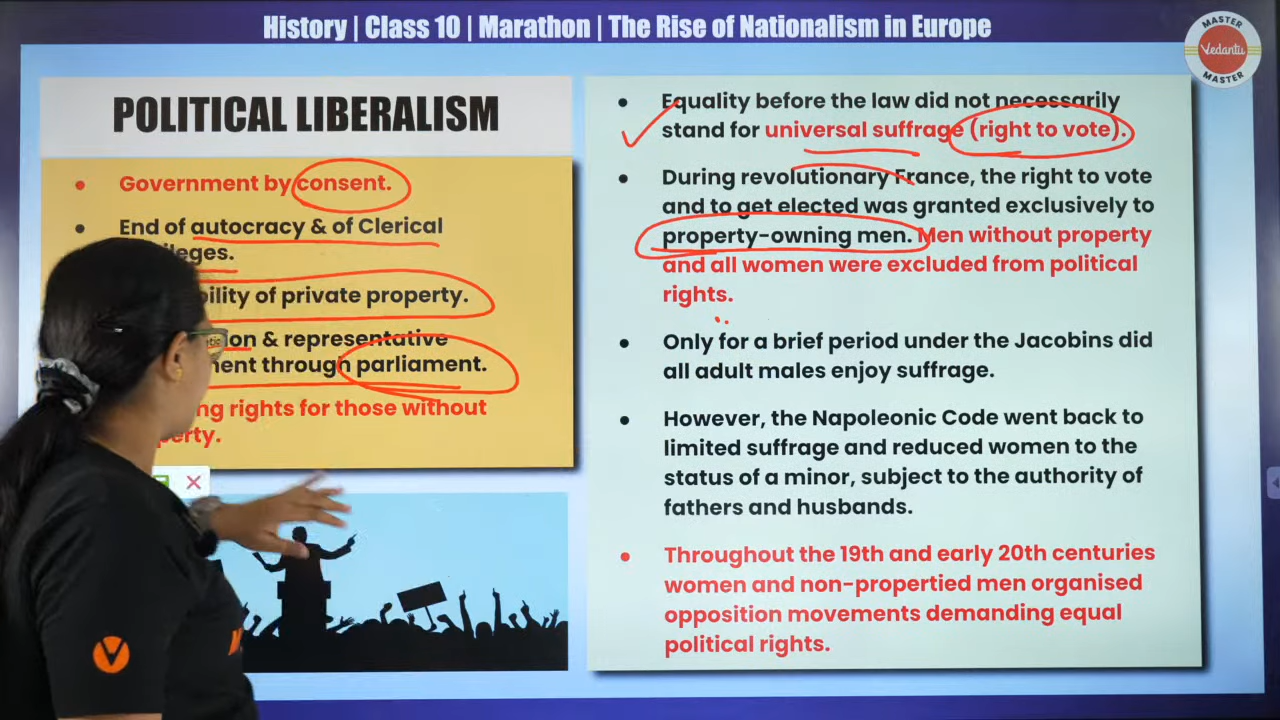 History | Class 10 | Marathon | The Rise of Nationalism in Europe
MASTER
Vedantu
MASTER
POLITICAL LIBERALISM
Government by consent.
End of autocracy & of Clerical
eges.
bility of private property.
ion & representative
ment through parliament.
ng rights for those without
perty.
Equality before the law did not necessarily
stand for universal suffrage (right to vote).
During revolutionary France, the right to vote
and to get elected was granted exclusively to
property-owning men. Men without property
and all women were excluded from political
rights.
Only for a brief period under the Jacobins did
all adult males enjoy suffrage.
However, the Napoleonic Code went back to
limited suffrage and reduced women to the
status of a minor, subject to the authority of
fathers and husbands.
Throughout the 19th and early 20th centuries
women and non-propertied men organised
opposition movements demanding equal
political rights.